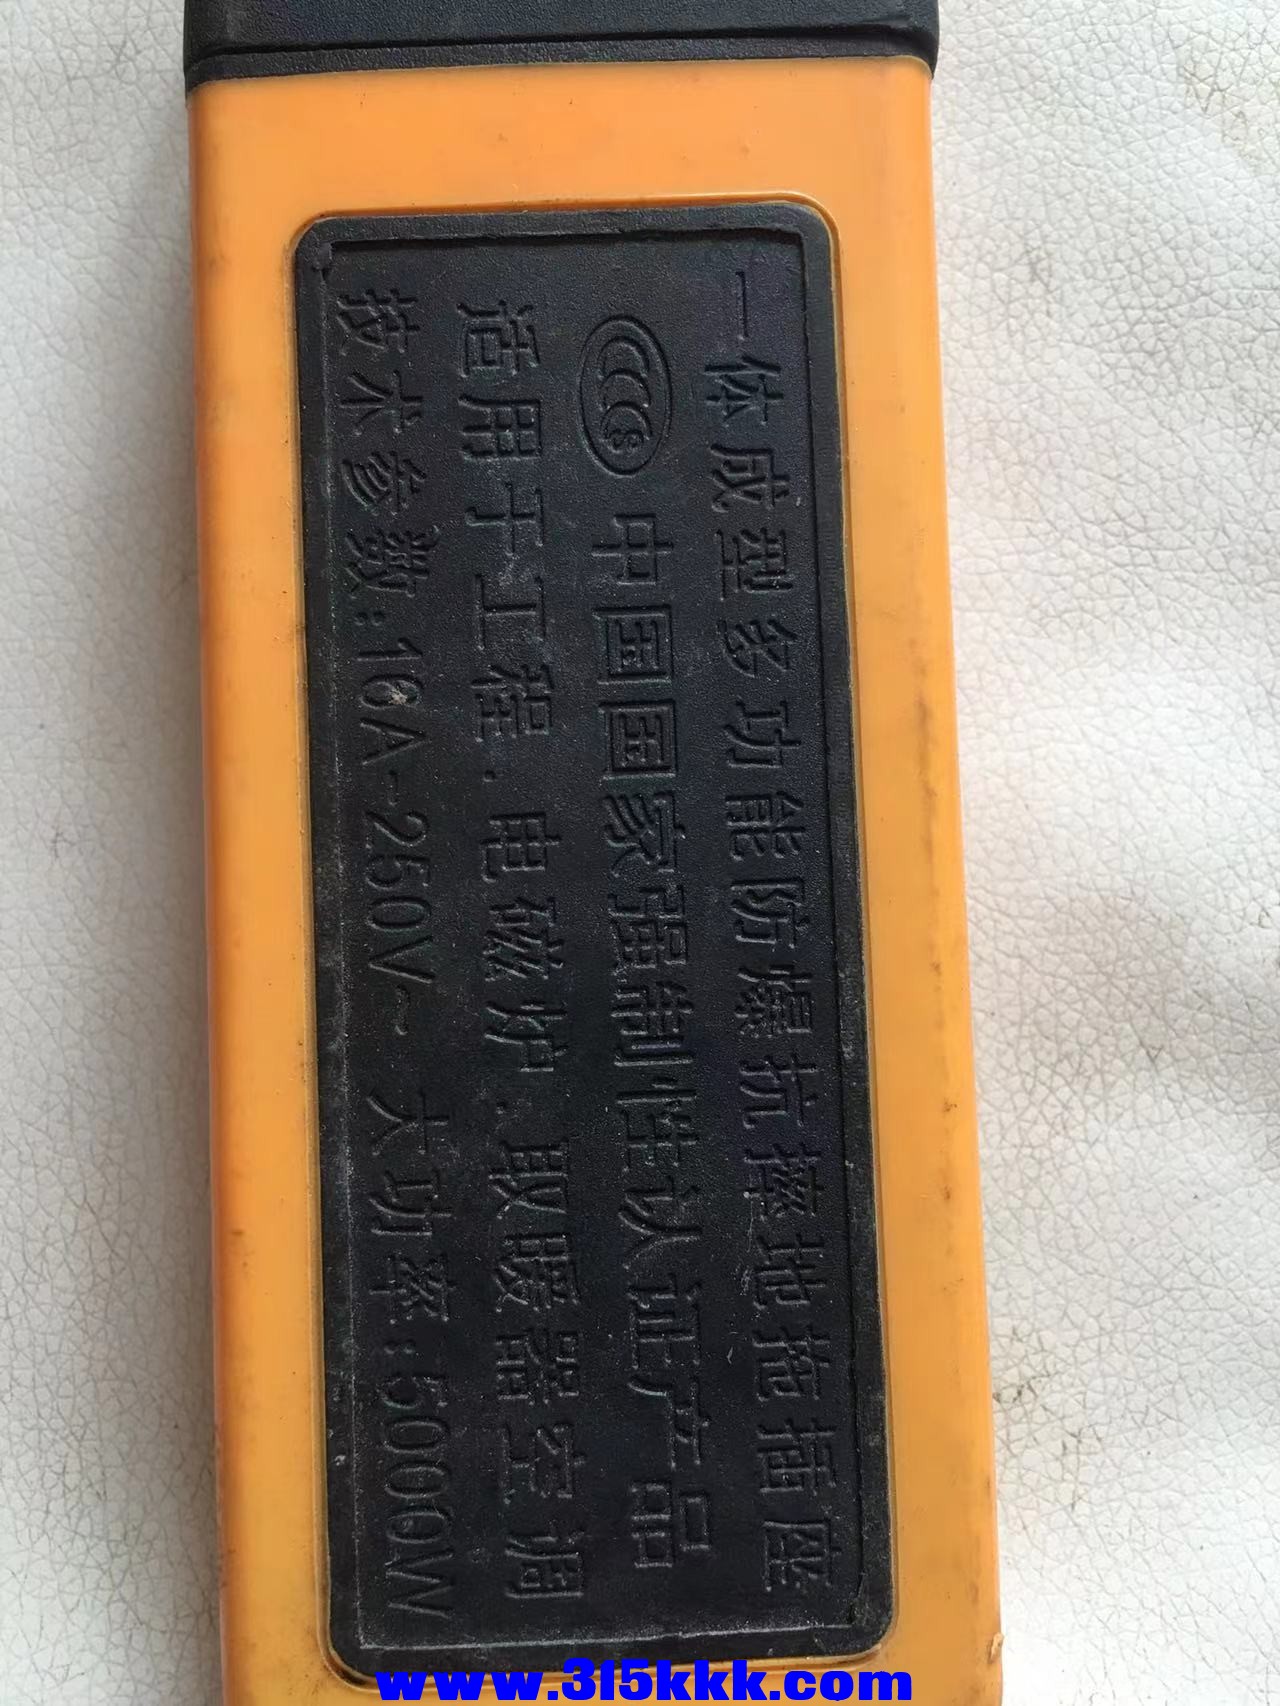 一体成型多功能防爆抗摔地拖插座
CCCS 中国国家强制性认证产品
适用于工程.电磁炉.取暖器空调
技术参数:16A~250V~ 大功率:5000W
www.315kkk.com